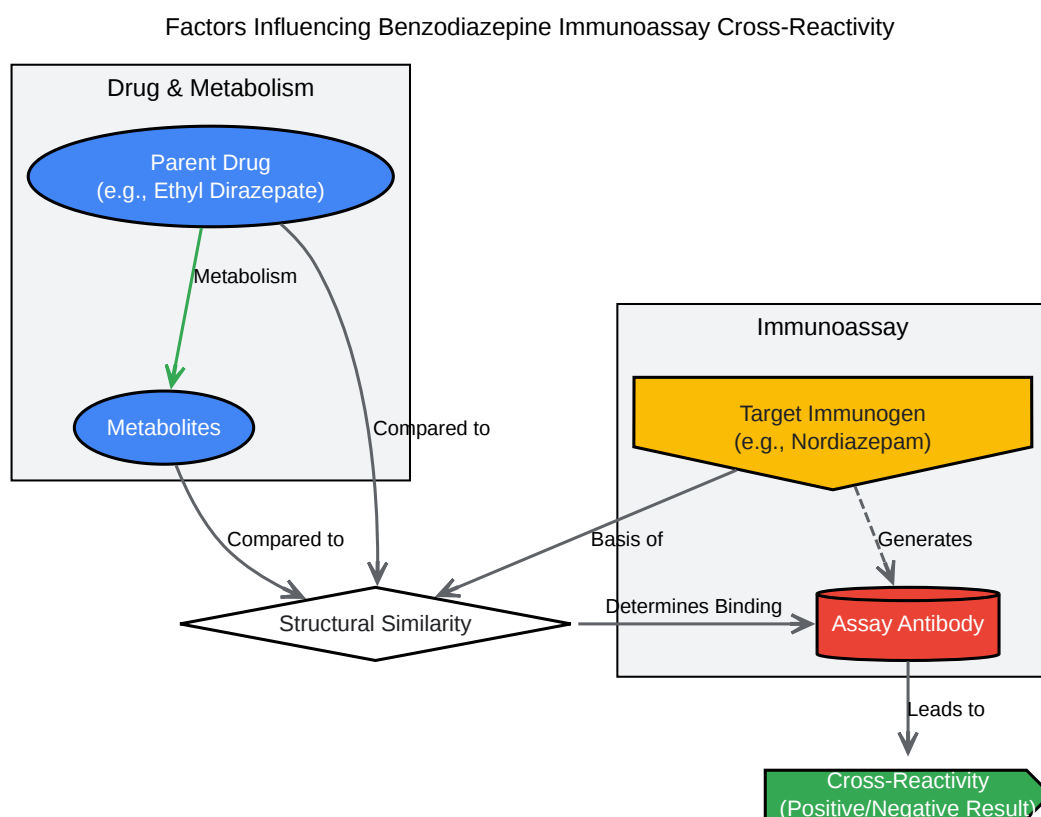 Factors Influencing Benzodiazepine Immunoassay Cross-Reactivity
Drug & Metabolism
Parent Drug
(e.g., Ethyl Dirazepate)
Metabolism
Metabolites
Compared to
Compared to
Immunoassay
Target Immunogen
(e.g., Nordiazepam)
Basis of
Generates
Structural Similarity
Determines Binding
Assay Antibody
Leads to
Cross-Reactivity
(Positive/Negative Result)